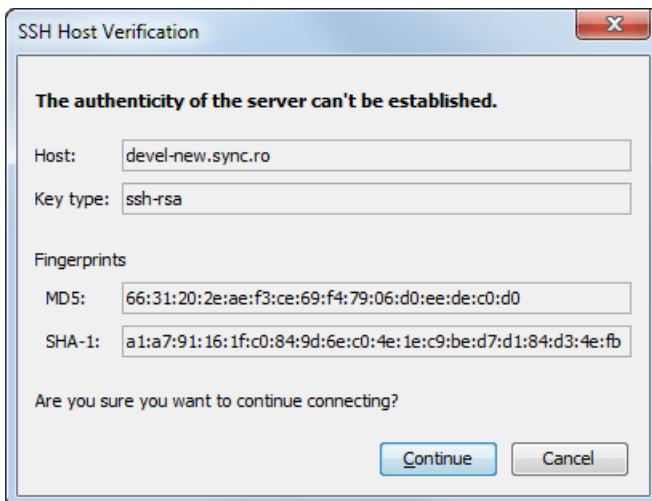 SSH Host Verification
The authenticity of the server can't be established.
Host: devel-new.sync.ro
Key type: ssh-rsa
Fingerprints
MD5: 66:31:20:2e:ae:f3:ce:69:f4:79:06:d0:ee:de:c0:d0
SHA-1: a1:a7:91:16:1f:c0:84:9d:6e:c0:4e:1e:c9:be:d7:d1:84:d3:4e:fb
Are you sure you want to continue connecting?
Continue Cancel